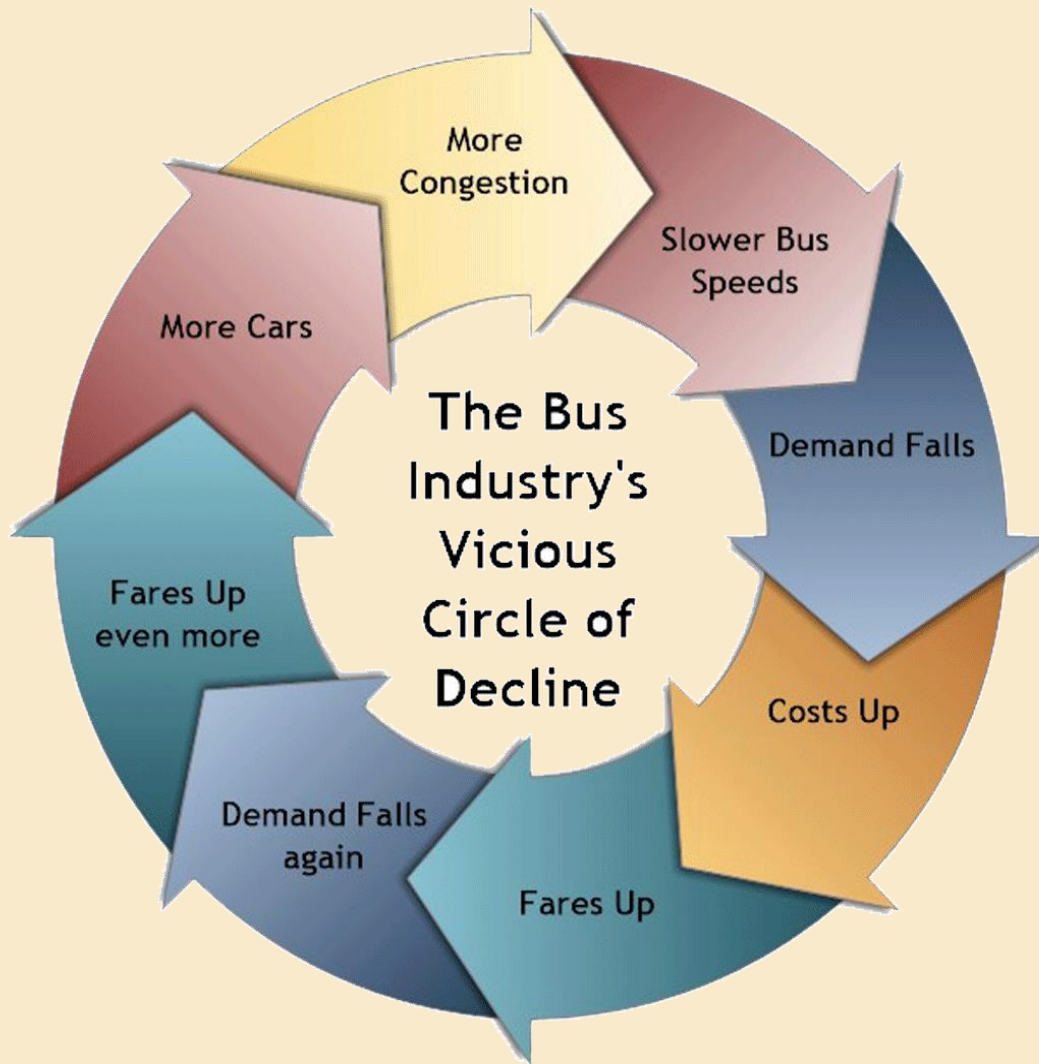 More
Congestion
Slower Bus
Speeds
Demand Falls
Costs Up
Fares Up
Demand Falls
again
Fares Up
even more
More Cars
The Bus
Industry's
Vicious
Circle of
Decline